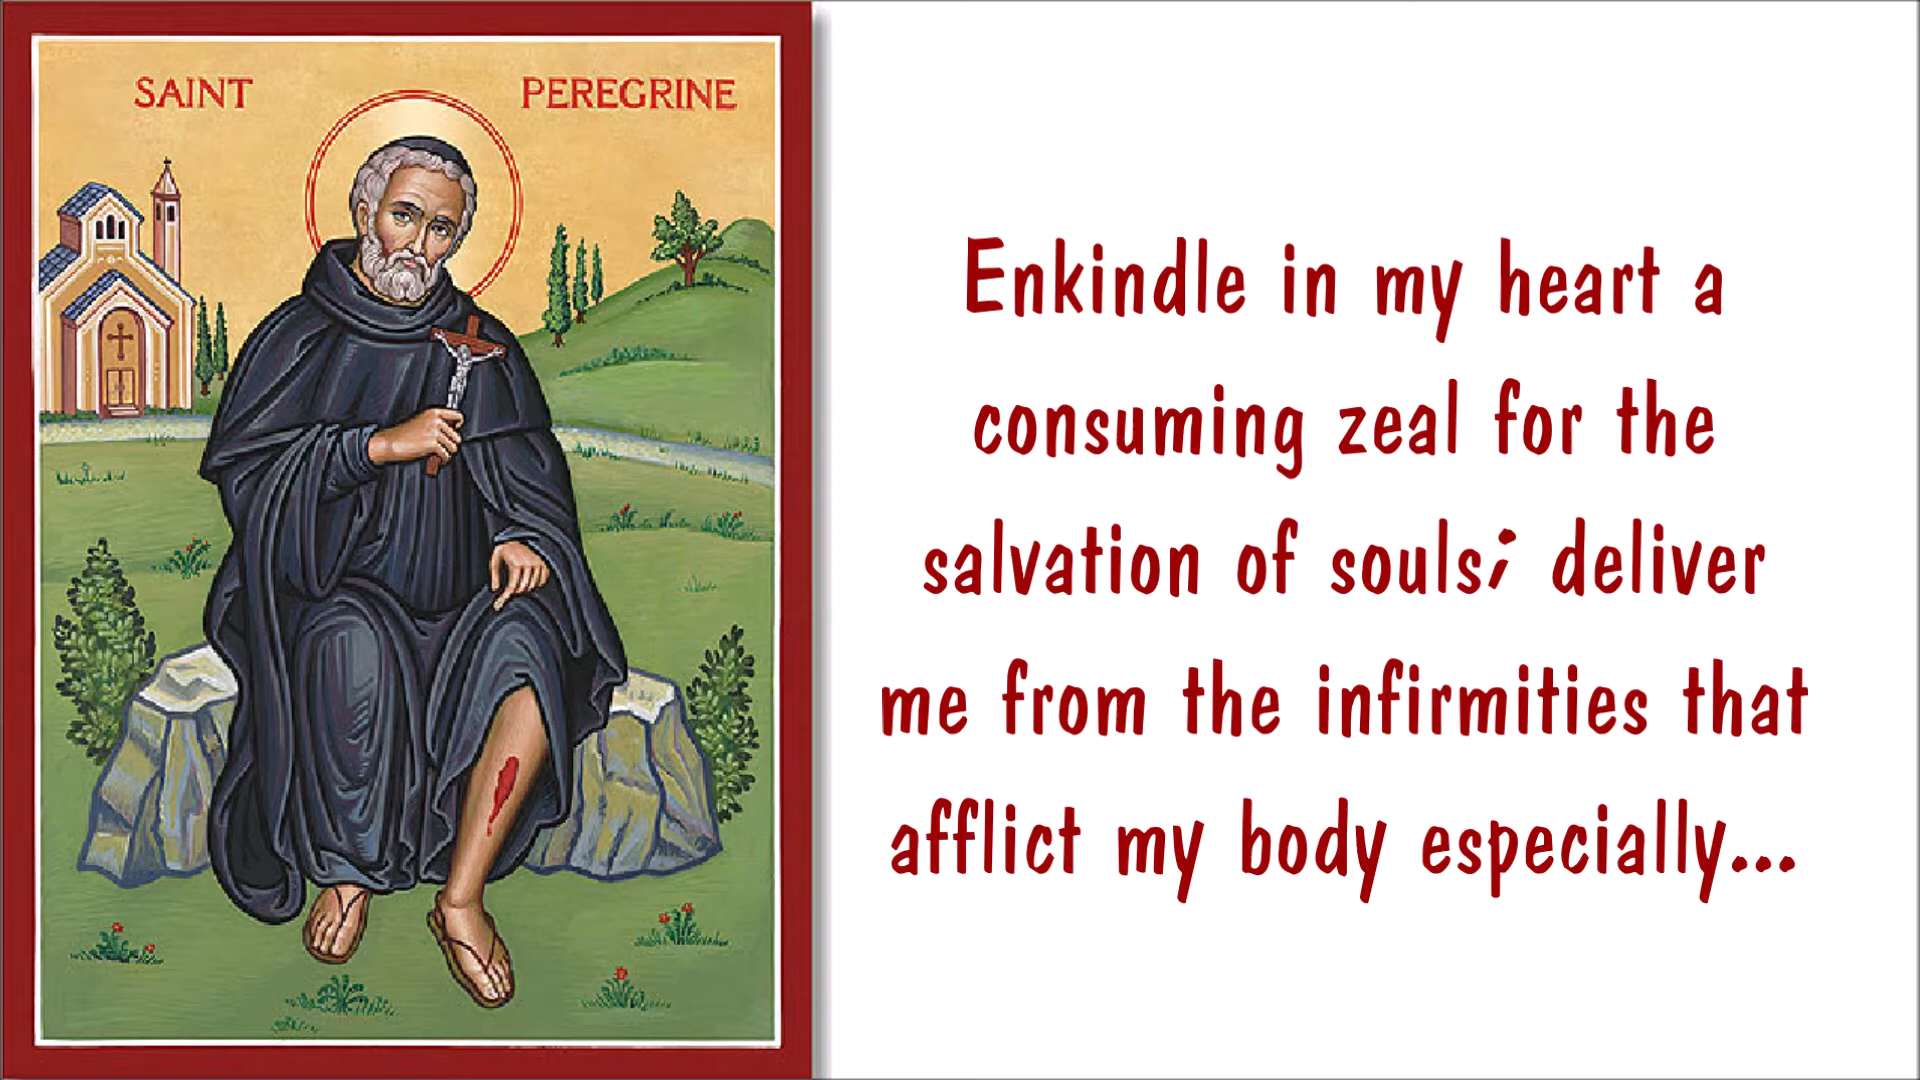 SAINT PEREGRINE
Enkindle in my heart a
consuming zeal for the
salvation of souls; deliver
me from the infirmities that
afflict my body especially...